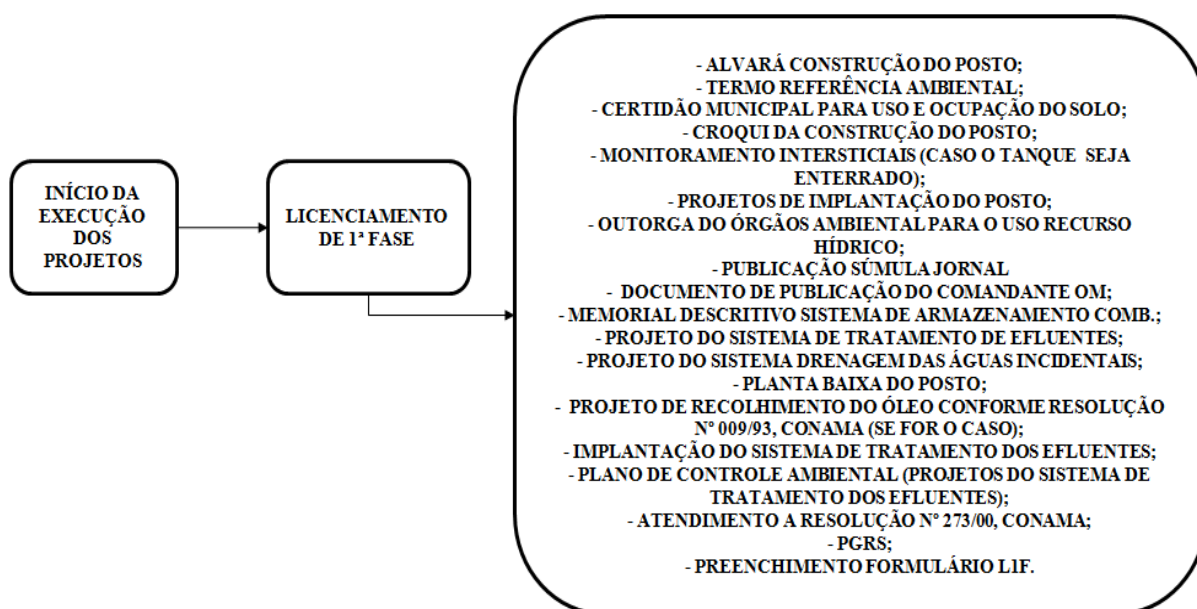 INÍCIO DA
EXECUÇÃO
DOS
PROJETOS
LICENCIAMENTO
DE 1ª FASE
- ALVARÁ CONSTRUÇÃO DO POSTO;
- TERMO REFERÊNCIA AMBIENTAL;
- CERTIDÃO MUNICIPAL PARA USO E OCUPAÇÃO DO SOLO;
- CROQUI DA CONSTRUÇÃO DO POSTO;
- MONITORAMENTO INTERSTICIAIS (CASO O TANQUE SEJA
ENTERRADO);
- PROJETOS DE IMPLANTAÇÃO DO POSTO;
- OUTORGA DO ÓRGÃOS AMBIENTAL PARA O USO RECURSO
HÍDRICO;
- PUBLICAÇÃO SÚMULA JORNAL
- DOCUMENTO DE PUBLICAÇÃO DO COMANDANTE OM;
- MEMORIAL DESCRITIVO SISTEMA DE ARMAZENAMENTO COMB.;
- PROJETO DO SISTEMA DE TRATAMENTO DE EFLUENTES;
- PROJETO DO SISTEMA DRENAGEM DAS ÁGUAS INCIDENTAIS;
- PLANTA BAIXA DO POSTO;
- PROJETO DE RECOLHIMENTO DO ÓLEO CONFORME RESOLUÇÃO
Nº 009/93, CONAMA (SE FOR O CASO);
- IMPLANTAÇÃO DO SISTEMA DE TRATAMENTO DOS EFLUENTES;
- PLANO DE CONTROLE AMBIENTAL (PROJETOS DO SISTEMA DE
TRATAMENTO DOS EFLUENTES);
- ATENDIMENTO A RESOLUÇÃO Nº 273/00, CONAMA;
- PGRS;
- PREENCHIMENTO FORMULÁRIO L1F.